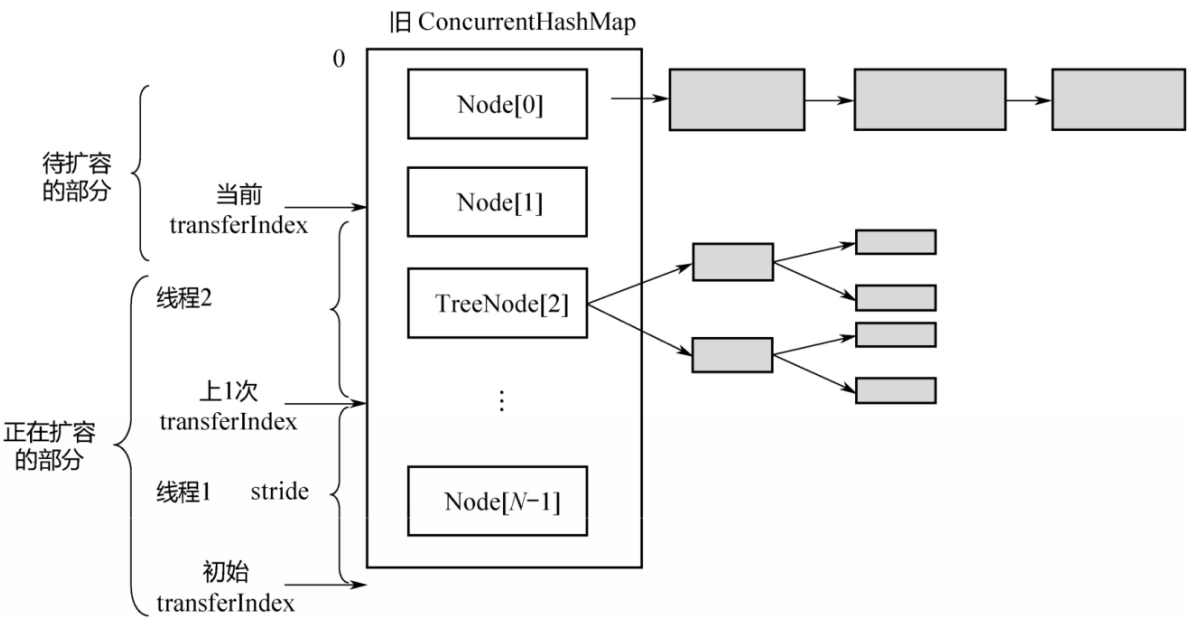 旧 ConcurrentHashMap
0
Node[0]
待扩容
的部分
当前
transferIndex
Node[1]
线程2
TreeNode[2]
上1次
transferIndex
⋮
正在扩容
的部分
线程1
stride
Node[N−1]
初始
transferIndex